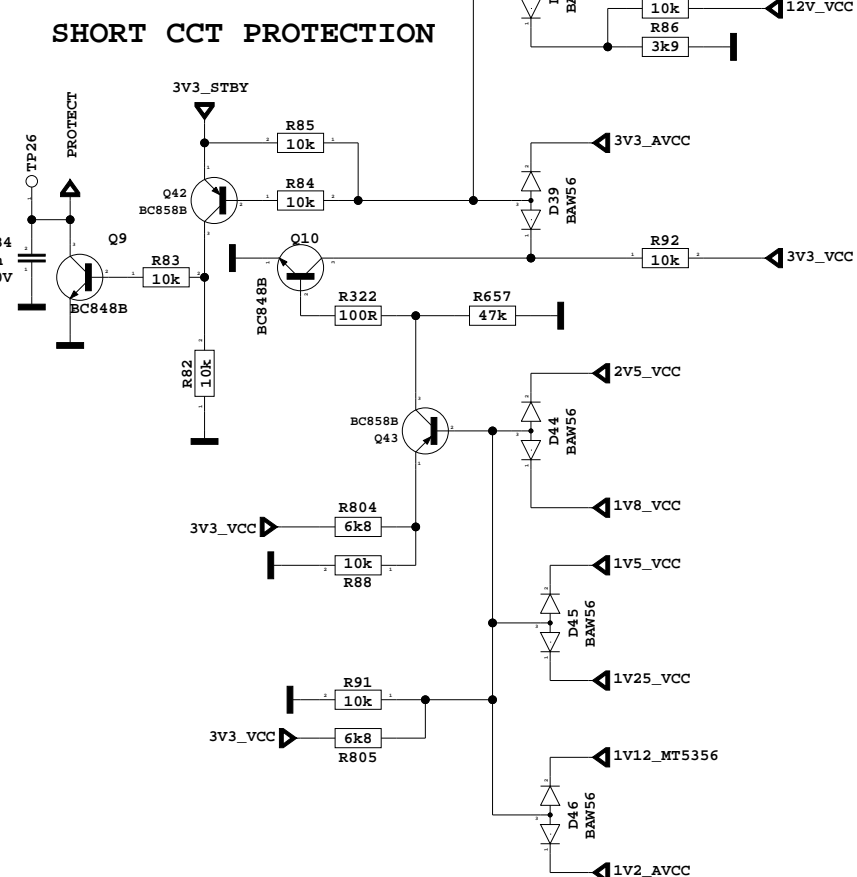 10k
12V_VCC
SHORT CCT PROTECTION
R86
3k9
3V3_STBY
PROTECT
TP26
R85
10k
3V3_AVCC
Q42
BC858B
R84
10k
D39
BAW56
Q9
Q10
R92
10k
3V3_VCC
R83
10k
BC848B
BC848B
R322
100R
R657
47k
R82
10k
2V5_VCC
BC858B
Q43
D44
BAW56
R804
6k8
3V3_VCC
1V8_VCC
10k
R88
1V5_VCC
D45
BAW56
R91
10k
1V25_VCC
3V3_VCC
6k8
R805
1V12_MT5356
D46
BAW56
1V2_AVCC